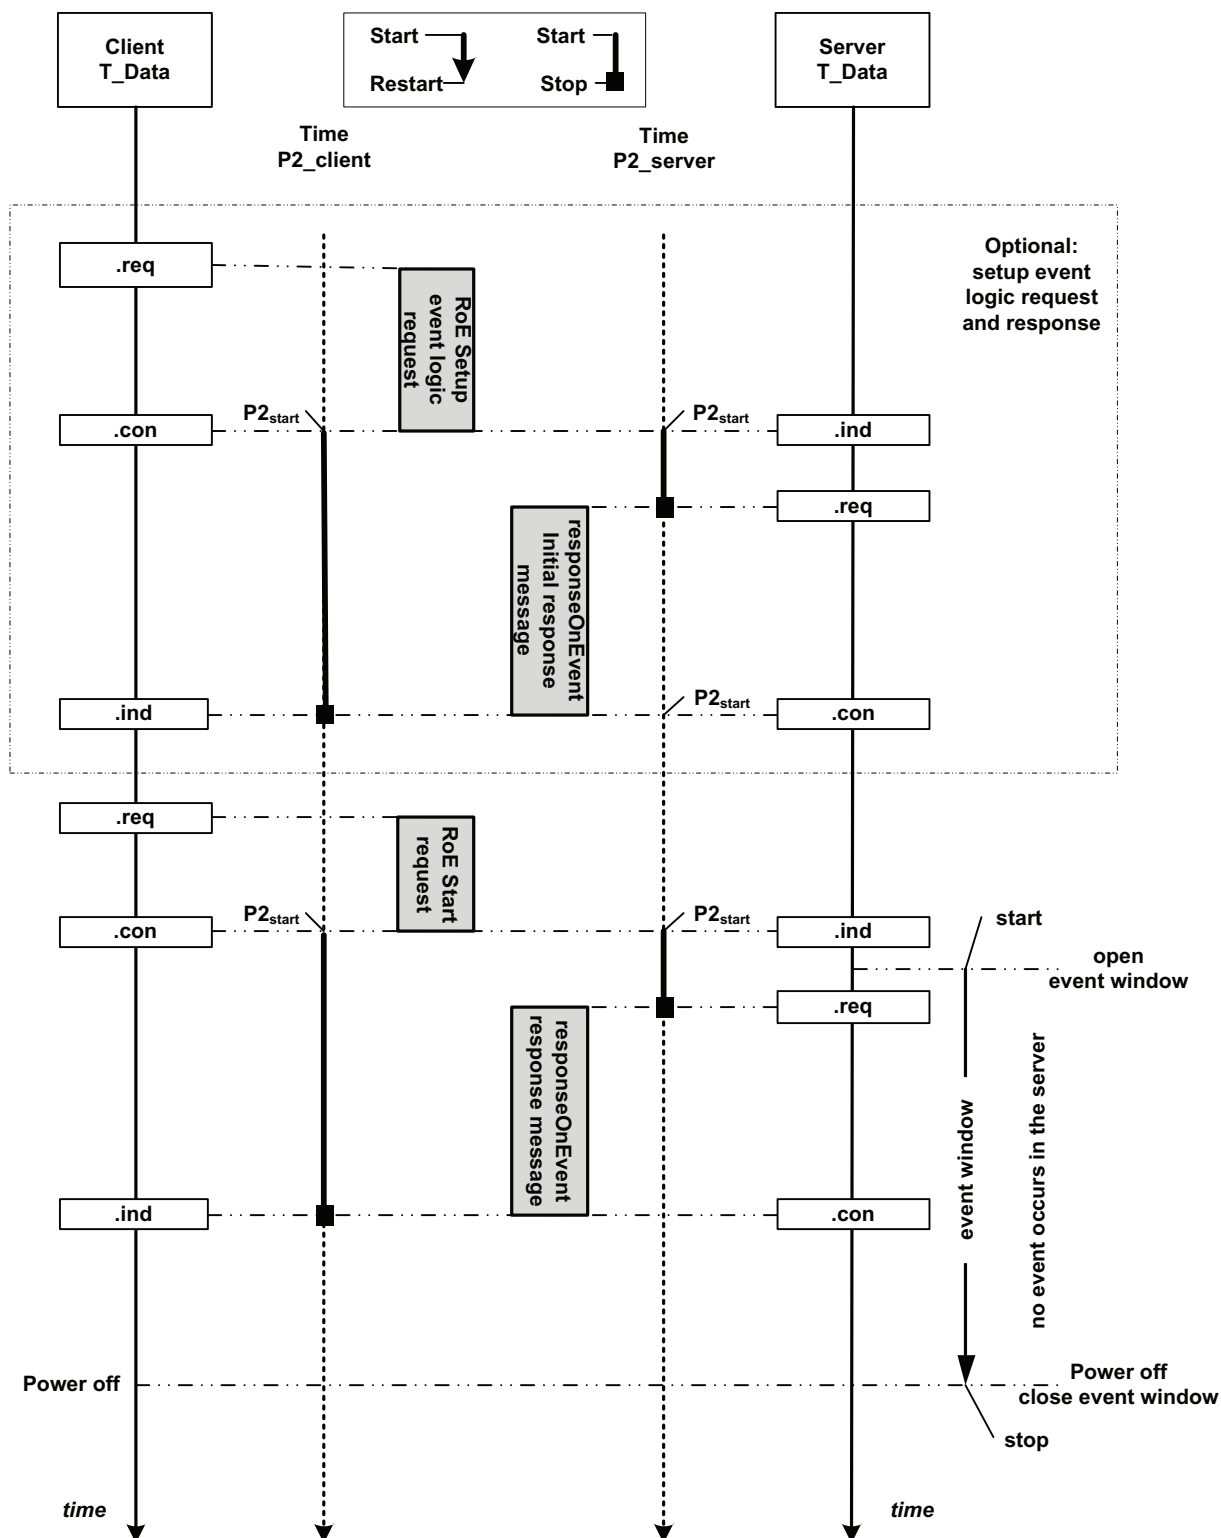 Client
T_Data
Start
Restart
Start
Stop
Server
T_Data
Time
P2_client
Time
P2_server
Optional:
setup event
logic request
and response
.req
RoE Setup
event logic
request
.con
P2start
P2start
.ind
.req
responseOnEvent
Initial response
message
.ind
P2start
.con
.req
RoE Start
request
.con
P2start
P2start
.ind
start
open
event window
.req
responseOnEvent
response message
event window
no event occurs in the server
.ind
.con
Power off
Power off
close event window
stop
time
time